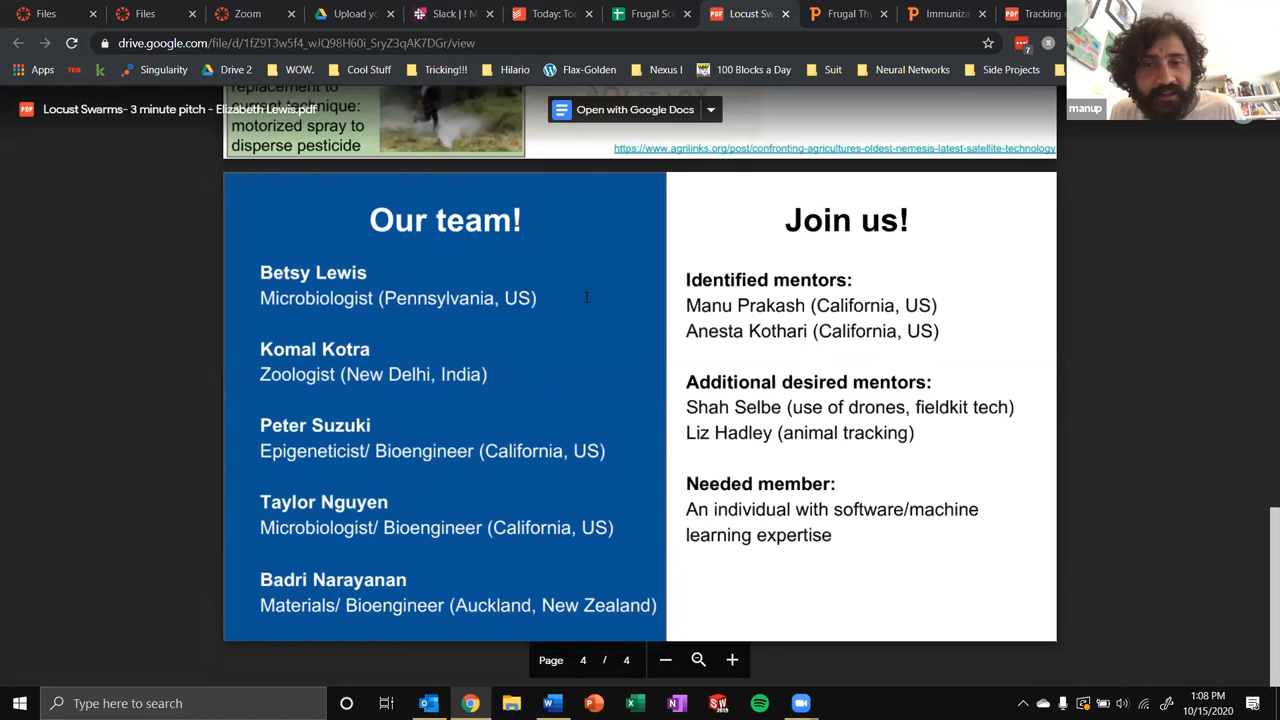 Files
Files
Zoom
Upload yo
Slack | ! M
Today: To
Frugal Sc
Locust Sw
Frugal Th
Immuniza
Tracking
drive.google.com/file/d/1fZ9T3w5f4_wJQ98H60i_SryZ3qAK7DGr/view
7
Apps
TED
Singularity
Drive 2
WOW.
Cool Stuff
Tricking!!!
Hilario
Flax-Golden
Nexus I
100 Blocks a Day
Suit
Neural Networks
Side Projects
manup
PDF
Locust Swarms- 3 minute pitch - Elizabeth Lewis.pdf
Open with Google Docs
replacement to
technique:
motorized spray to
disperse pesticide
https://www.agrilinks.org/post/confronting-agricultures-oldest-nemesis-latest-satellite-technology
Our team!
Betsy Lewis
Microbiologist (Pennsylvania, US)
Komal Kotra
Zoologist (New Delhi, India)
Peter Suzuki
Epigeneticist/ Bioengineer (California, US)
Taylor Nguyen
Microbiologist/ Bioengineer (California, US)
Badri Narayanan
Materials/ Bioengineer (Auckland, New Zealand)
Join us!
Identified mentors:
Manu Prakash (California, US)
Anesta Kothari (California, US)
Additional desired mentors:
Shah Selbe (use of drones, fieldkit tech)
Liz Hadley (animal tracking)
Needed member:
An individual with software/machine
learning expertise
Page 4 / 4
Type here to search
1:08 PM
10/15/2020